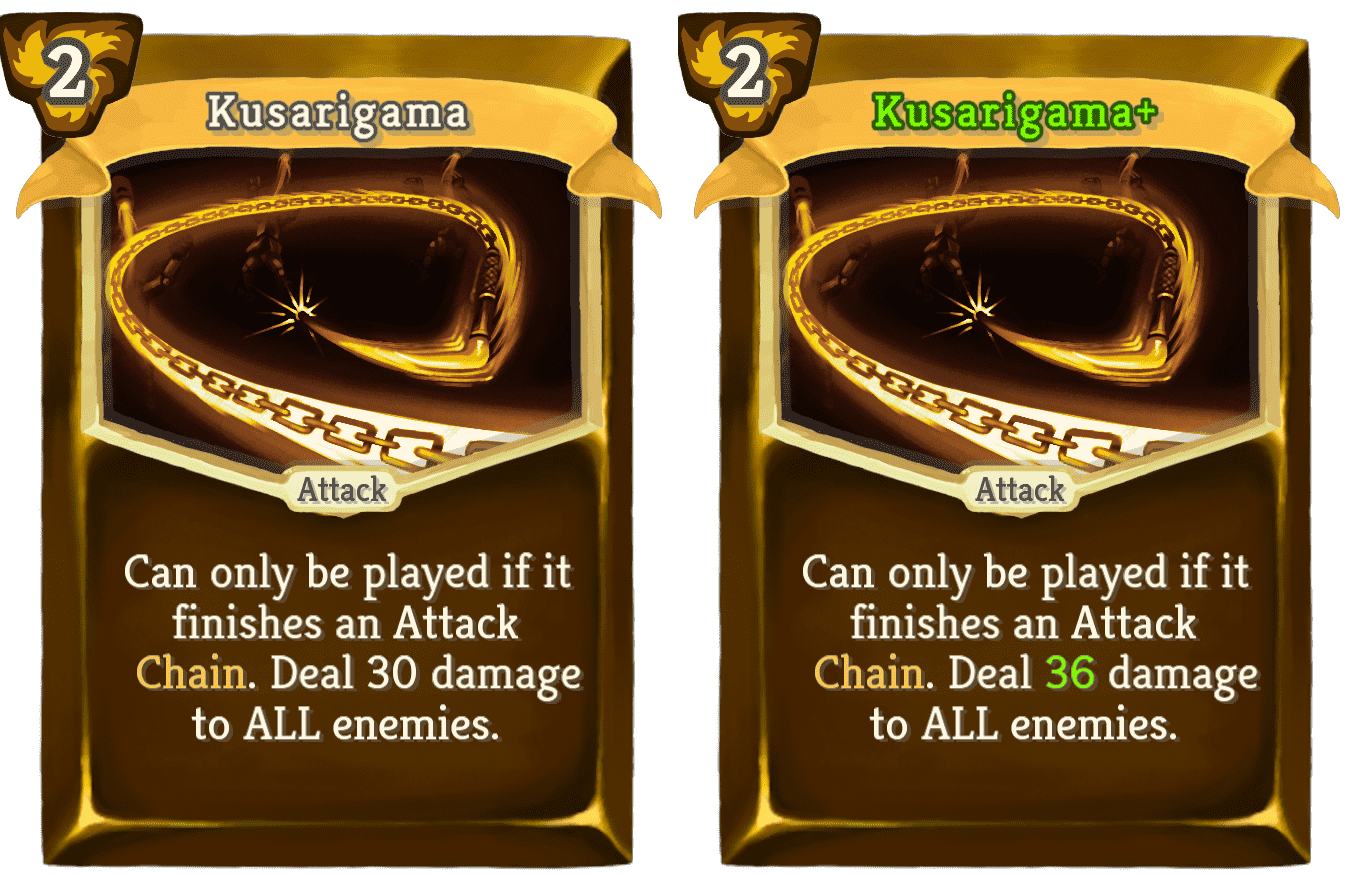 2
Kusarigama
Attack
Can only be played if it
finishes an Attack
Chain. Deal 30 damage
to ALL enemies.
2
Kusarigama+
Attack
Can only be played if it
finishes an Attack
Chain. Deal 36 damage
to ALL enemies.